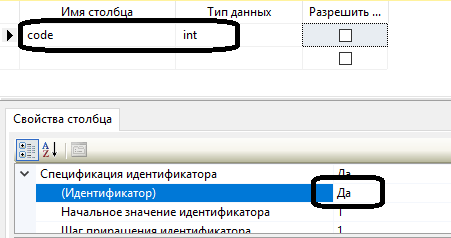 Имя столбца Тип данных Разрешить ...
code int
Свойства столбца
Спецификация идентификатора Да
(Идентификатор) Да
Начальное значение идентификатора 1
Шаг приращения идентификатора 1